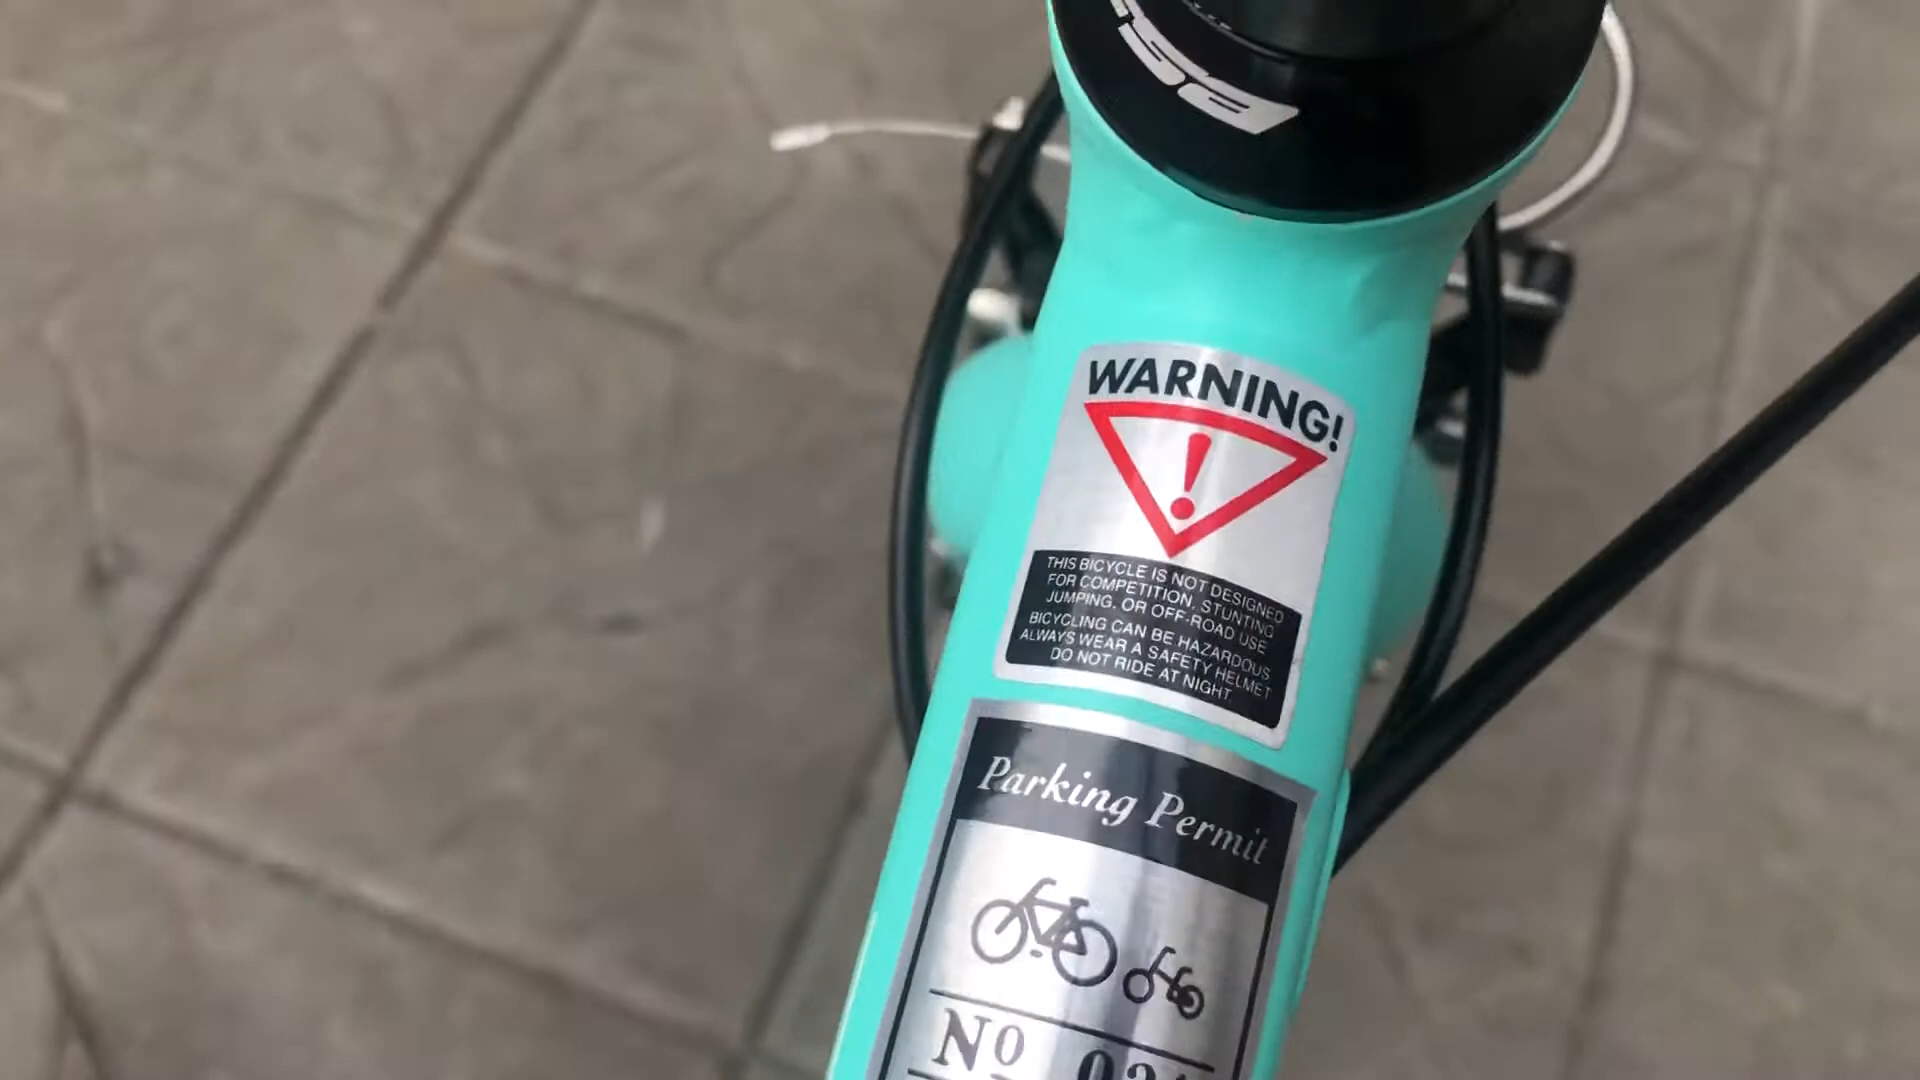 WARNING!
THIS BICYCLE IS NOT DESIGNED
FOR COMPETITION, STUNTING
JUMPING, OR OFF-ROAD USE
BICYCLING CAN BE HAZARDOUS
ALWAYS WEAR A SAFETY HELMET
DO NOT RIDE AT NIGHT.
Parking Permit
Nº